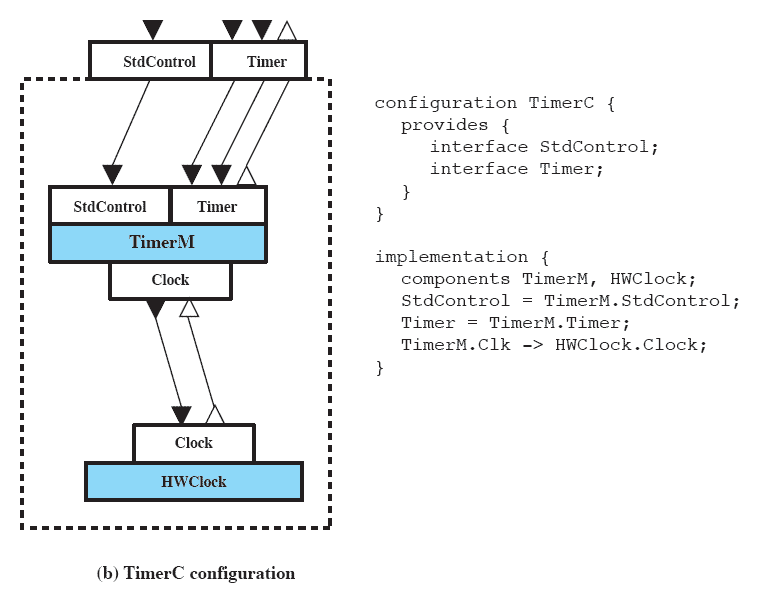 StdControl Timer
StdControl Timer
TimerM
Clock
Clock
HWClock
configuration TimerC {
provides {
interface StdControl;
interface Timer;
}
}
implementation {
components TimerM, HWClock;
StdControl = TimerM.StdControl;
Timer = TimerM.Timer;
TimerM.Clk -> HWClock.Clock;
}
(b) TimerC configuration